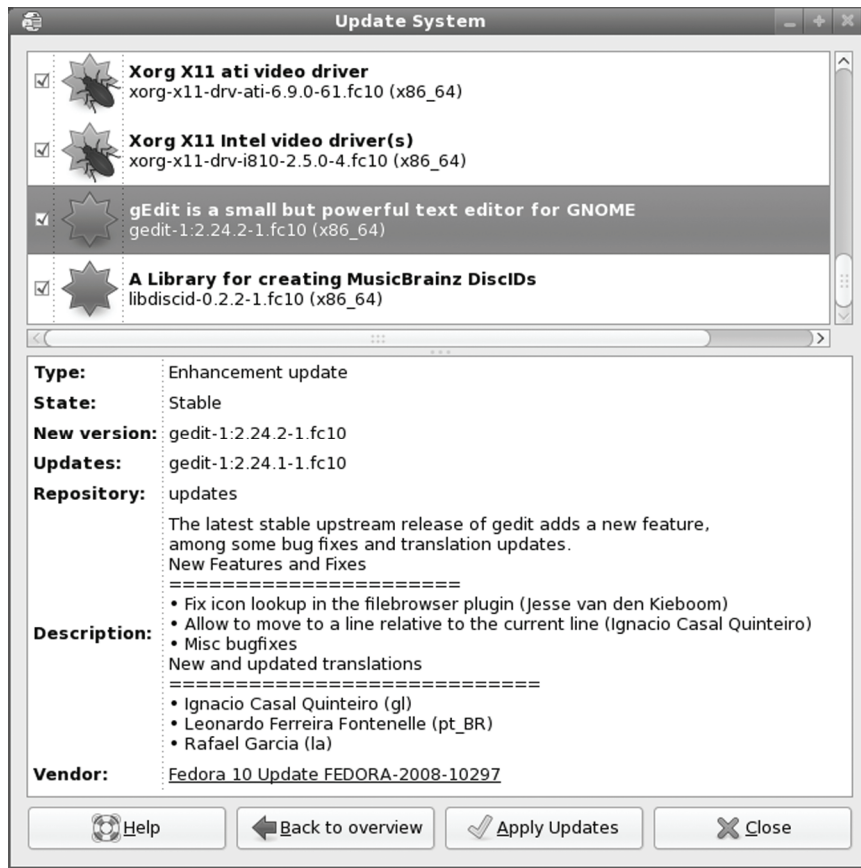 Update System
Xorg X11 ati video driver
xorg-x11-drv-ati-6.9.0-61.fc10 (x86_64)
Xorg X11 Intel video driver(s)
xorg-x11-drv-i810-2.5.0-4.fc10 (x86_64)
gEdit is a small but powerful text editor for GNOME
gedit-1:2.24.2-1.fc10 (x86_64)
A Library for creating MusicBrainz DiscIDs
libdiscid-0.2.2-1.fc10 (x86_64)
Type: Enhancement update
State: Stable
New version: gedit-1:2.24.2-1.fc10
Updates: gedit-1:2.24.1-1.fc10
Repository: updates
Description:
The latest stable upstream release of gedit adds a new feature,
among some bug fixes and translation updates.
New Features and Fixes
======================
• Fix icon lookup in the filebrowser plugin (Jesse van den Kieboom)
• Allow to move to a line relative to the current line (Ignacio Casal Quinteiro)
• Misc bugfixes
New and updated translations
============================
• Ignacio Casal Quinteiro (gl)
• Leonardo Ferreira Fontenelle (pt_BR)
• Rafael Garcia (la)
Vendor: Fedora 10 Update FEDORA-2008-10297
Help
Back to overview
Apply Updates
Close